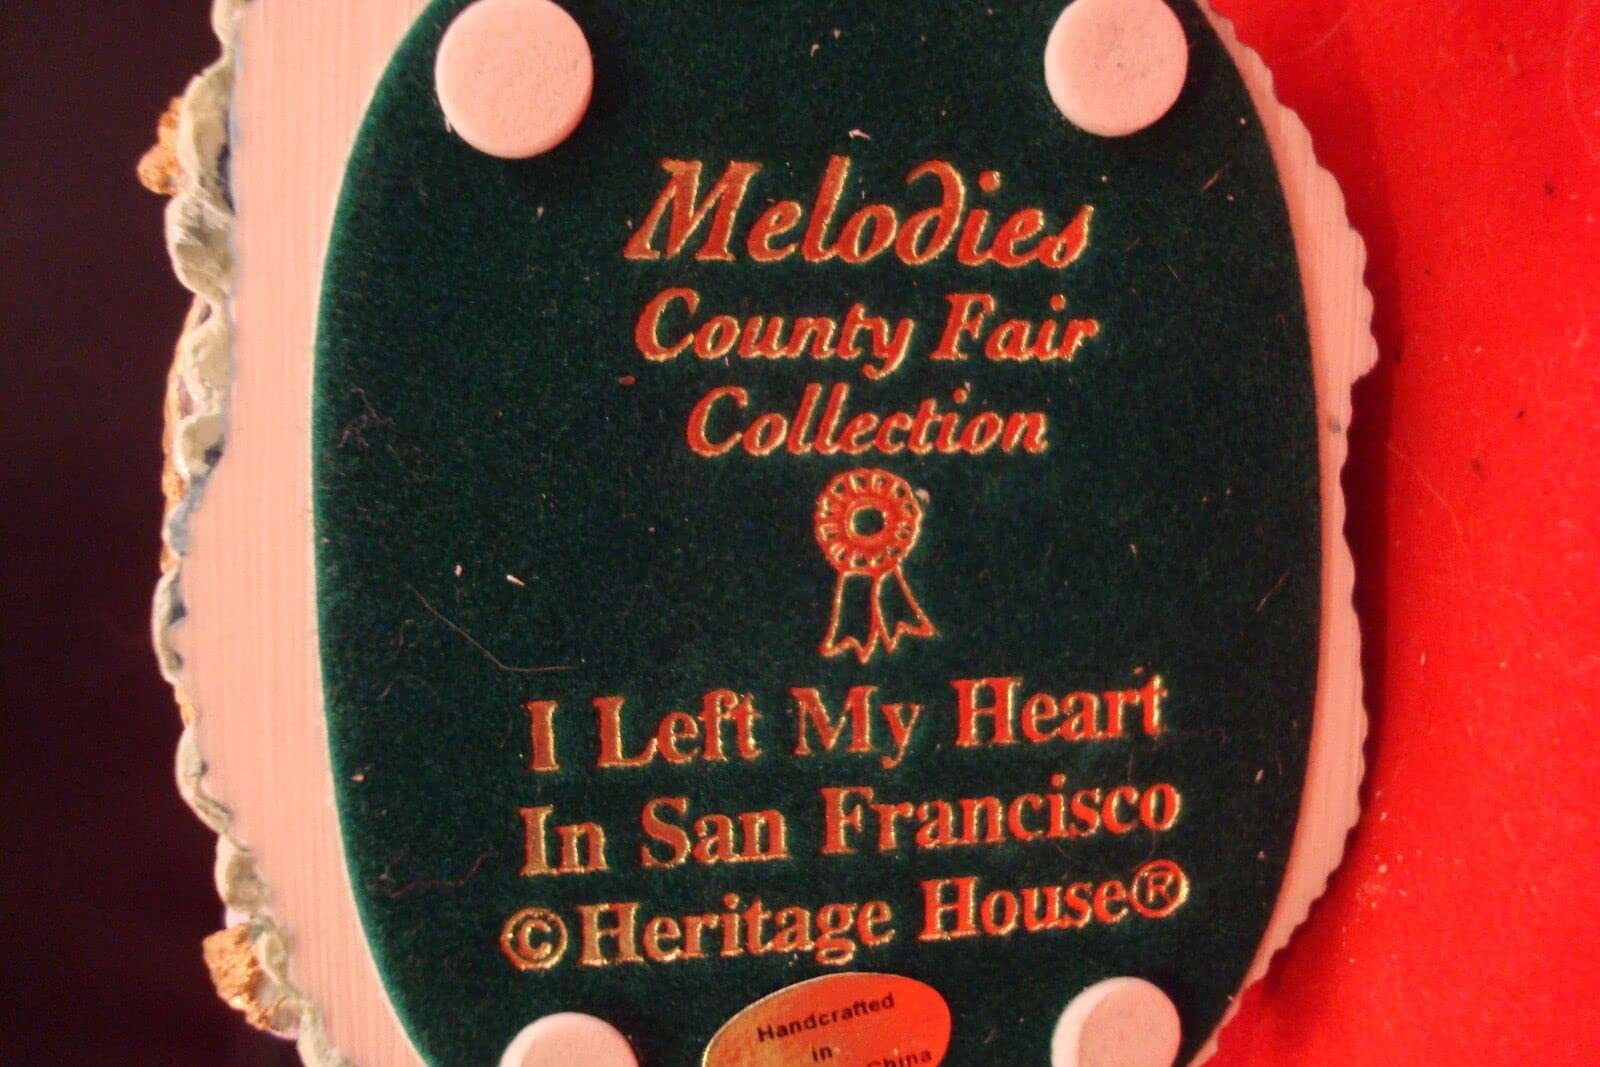 Melodies
County Fair
Collection
I Left My Heart
In San Francisco
©Heritage House®
Handcrafted
in
China